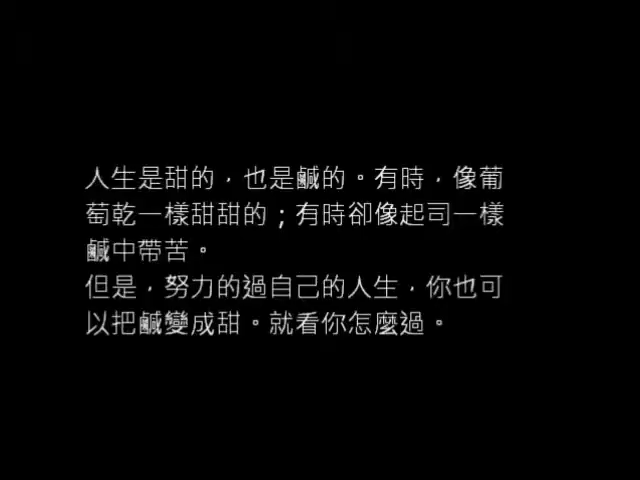 人生是甜的，也是鹹的。有時，像葡
萄乾一樣甜甜的；有時卻像起司一樣
鹹中帶苦。
但是，努力的過自己的人生，你也可
以把鹹變成甜。就看你怎麼過。